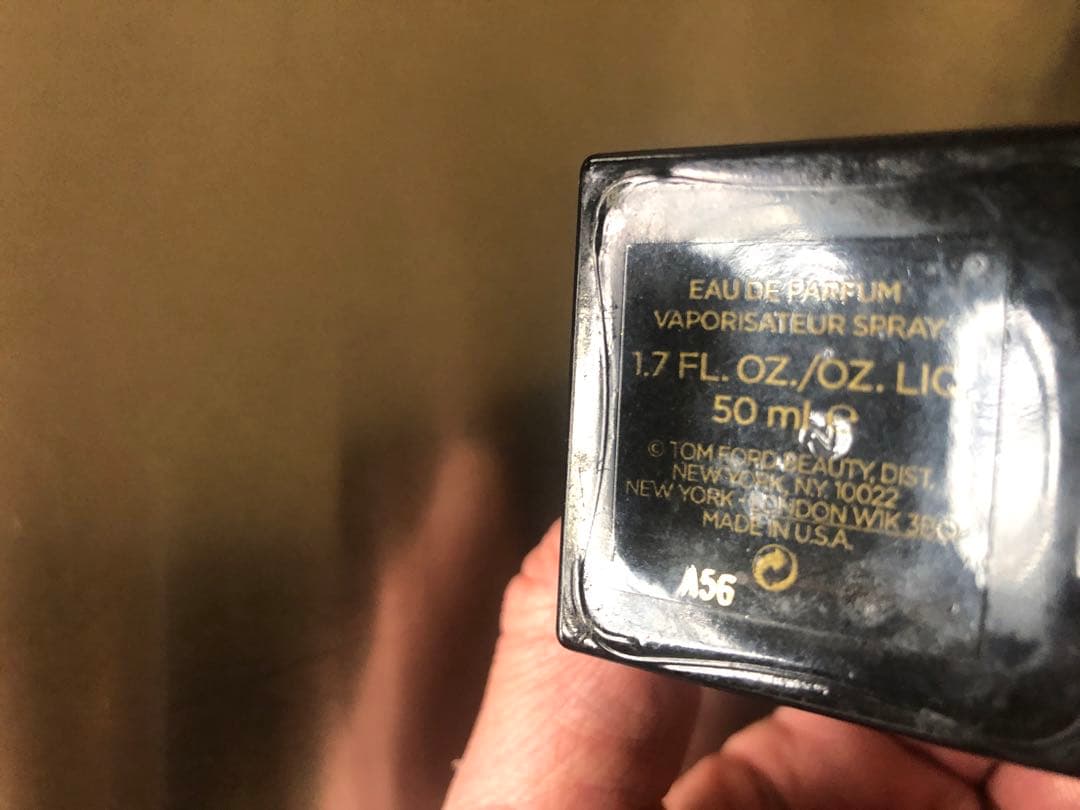 EAU DE PARFUM
VAPORISATEUR SPRAY
1.7 FL. OZ./OZ. LIQ
50 ml e
© TOM FORD BEAUTY, DIST.
NEW YORK, N.Y. 10022
NEW YORK - LONDON W1K 3BQ
MADE IN U.S.A.
A56